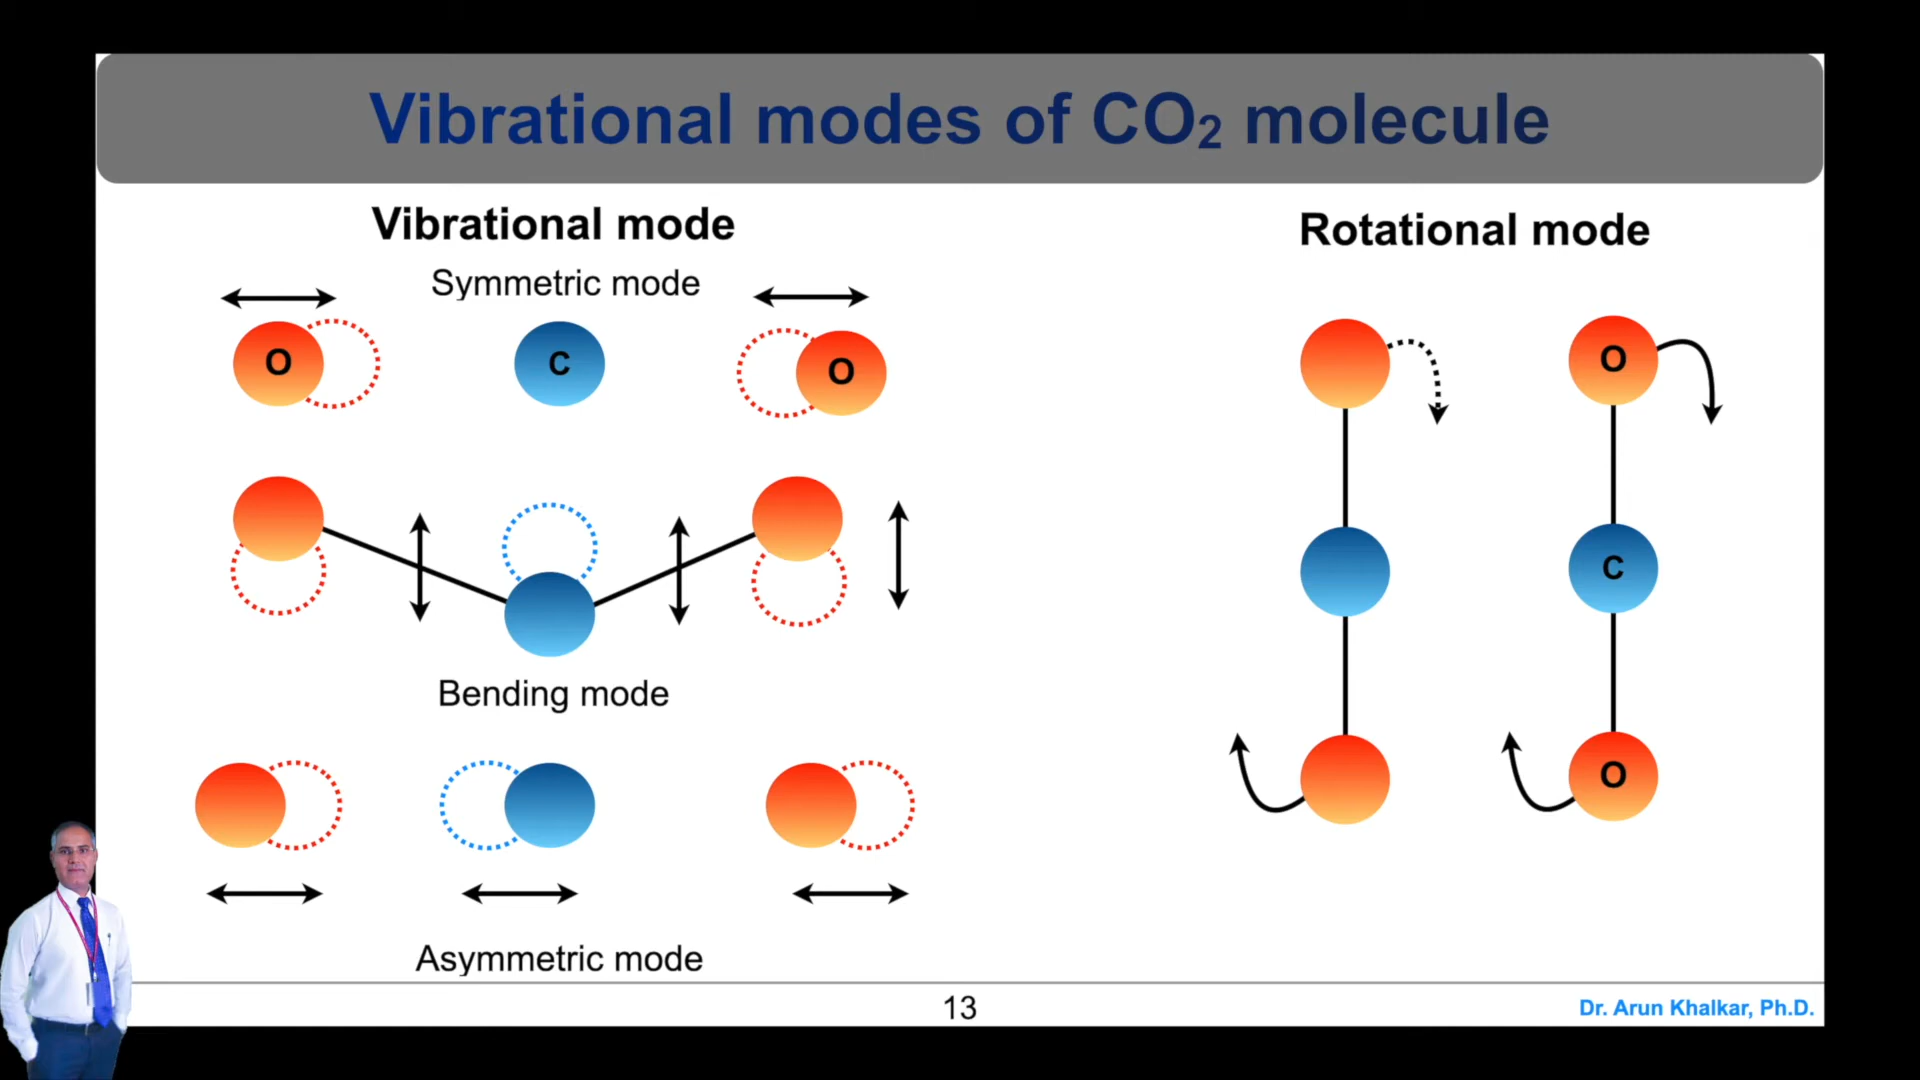 Vibrational modes of CO₂ molecule
Vibrational mode
Rotational mode
Symmetric mode
O
C
O
O
C
O
Bending mode
Asymmetric mode
13
Dr. Arun Khalkar, Ph.D.